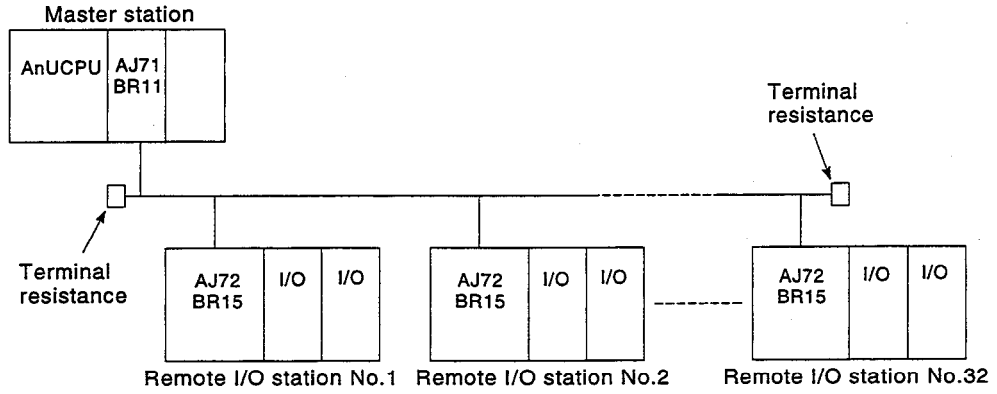 Master station
AnUCPU
AJ71
BR11
Terminal
resistance
Terminal
resistance
AJ72
BR15
I/O
I/O
AJ72
BR15
I/O
I/O
AJ72
BR15
I/O
I/O
Remote I/O station No.1
Remote I/O station No.2
Remote I/O station No.32